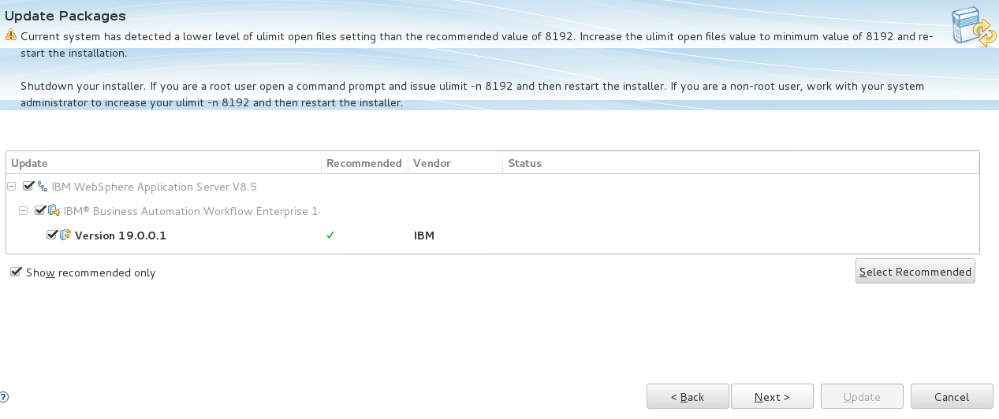 Update Packages
Current system has detected a lower level of ulimit open files setting than the recommended value of 8192. Increase the ulimit open files value to minimum value of 8192 and re-
start the installation.
Shutdown your installer. If you are a root user open a command prompt and issue ulimit -n 8192 and then restart the installer. If you are a non-root user, work with your system
administrator to increase your ulimit -n 8192 and then restart the installer.
Update Recommended Vendor Status
IBM WebSphere Application Server V8.5
IBM® Business Automation Workflow Enterprise
Version 19.0.0.1 IBM
Show recommended only Select Recommended
< Back Next > Update Cancel